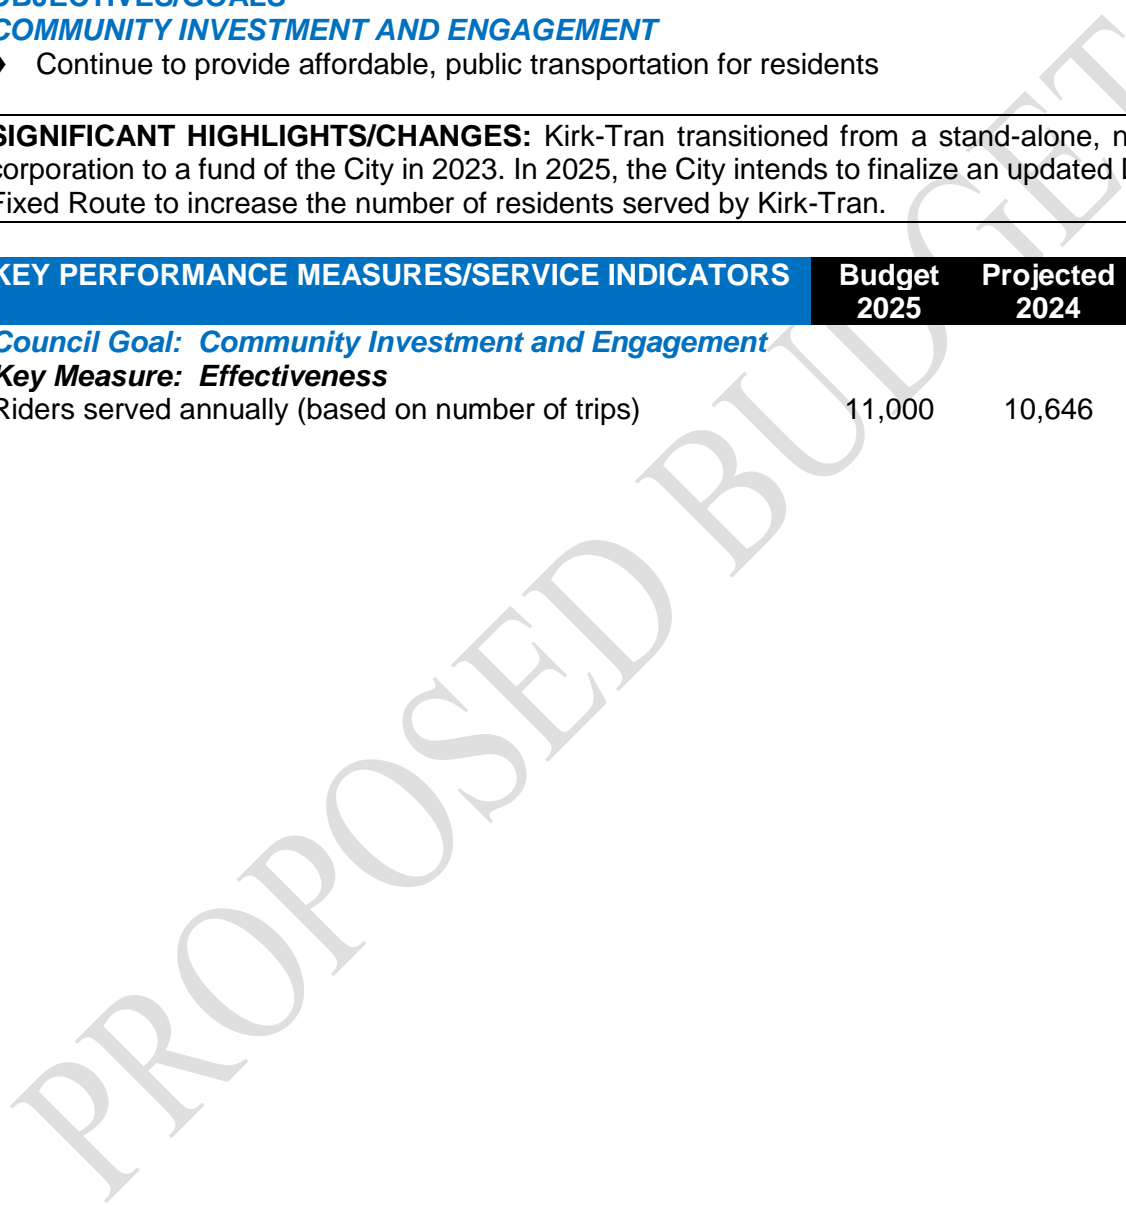 OBJECTIVES/GOALS
COMMUNITY INVESTMENT AND ENGAGEMENT
Continue to provide affordable, public transportation for residents
SIGNIFICANT HIGHLIGHTS/CHANGES: Kirk-Tran transitioned from a stand-alone,
corporation to a fund of the City in 2023. In 2025, the City intends to finalize an updated
Fixed Route to increase the number of residents served by Kirk-Tran.
KEY PERFORMANCE MEASURES/SERVICE INDICATORS Budget Projected
2025 2024
Council Goal: Community Investment and Engagement
Key Measure: Effectiveness
Riders served annually (based on number of trips) 11,000 10,646
PROPOSED BUDGET